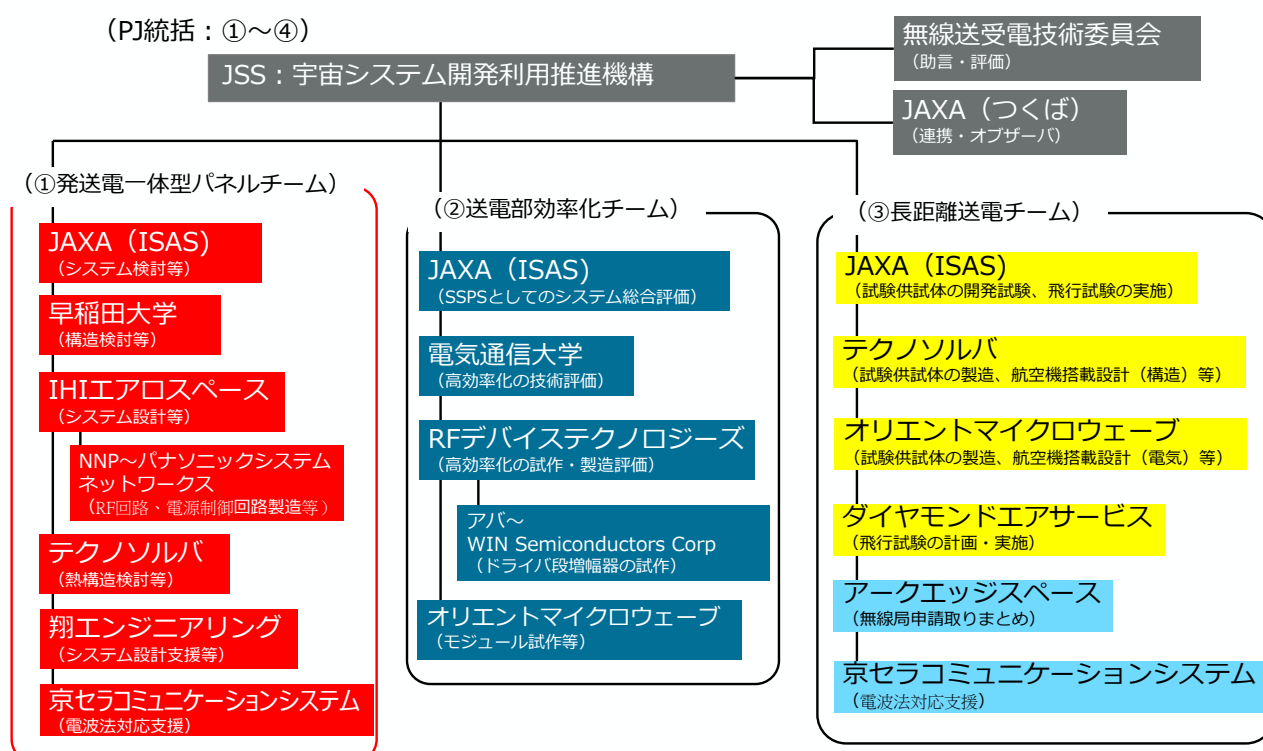 （PJ統括：①～④）
JSS：宇宙システム開発利用推進機構
無線送受電技術委員会
（助言・評価）
JAXA（つくば）
（連携・オブザーバ）
（①発送電一体型パネルチーム）
JAXA（ISAS)
（システム検討等）
早稲田大学
（構造検討等）
IHIエアロスペース
（システム設計等）
NNP～パナソニックシステム
ネットワークス
（RF回路、電源制御回路製造等）
テクノソルバ
（熱構造検討等）
翔エンジニアリング
（システム設計支援等）
京セラコミュニケーションシステム
（電波法対応支援）
（②送電部効率化チーム）
JAXA（ISAS)
（SSPSとしてのシステム総合評価）
電気通信大学
（高効率化の技術評価）
RFデバイステクノロジーズ
（高効率化の試作・製造評価）
アバ～
WIN Semiconductors Corp
（ドライバ段増幅器の試作）
オリエントマイクロウェーブ
（モジュール試作等）
（③長距離送電チーム）
JAXA（ISAS)
（試験供試体の開発試験、飛行試験の実施）
テクノソルバ
（試験供試体の製造、航空機搭載設計（構造）等）
オリエントマイクロウェーブ
（試験供試体の製造、航空機搭載設計（電気）等）
ダイヤモンドエアサービス
（飛行試験の計画・実施）
アークエッジスペース
（無線局申請取りまとめ）
京セラコミュニケーションシステム
（電波法対応支援）